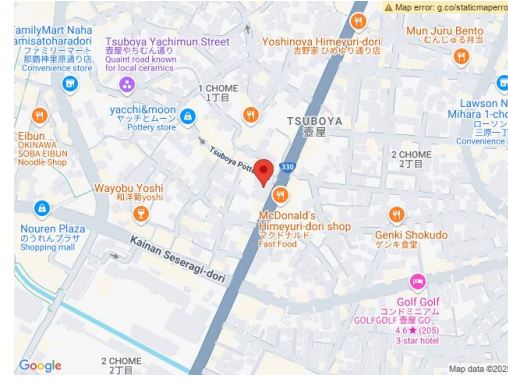 Map error: g.co/staticmaperro
FamilyMart Naha
amisatoharadori
ファミリーマート
那覇神里原通り店
Convenience store
Tsuboya Yachimun Street
壺屋やちむん通り
Quaint road known
for local ceramics
Yoshinoya Himeyuri-dori
吉野家 ひめゆり通り店
Mun Juru Bento
むんじゅる弁当
1 CHOME
1丁目
yacchi&moon
ヤッチとムーン
Pottery store
TSUBOYA
壺屋
Lawson N
Mihara 1-cho
ローソン
三原一丁
Convenience
Eibun
OKINAWA
SOBA EIBUN
Noodle Shop
Tsuboya Potte
330
2 CHOME
2丁目
Wayobu Yoshi
和洋葡yoshi
McDonald's
Himeyuri-dori shop
マクドナルド
Fast Food
Genki Shokudo
ゲンキ食堂
Nouren Plaza
のうれんプラザ
Shopping mall
Kainan Seseragi-dori
Golf Golf
コンドミニアム
GOLFGOLF 壺屋 GO...
4.6★(205)
3-star hotel
2 CHOME
2丁目
Google
Map data ©2025